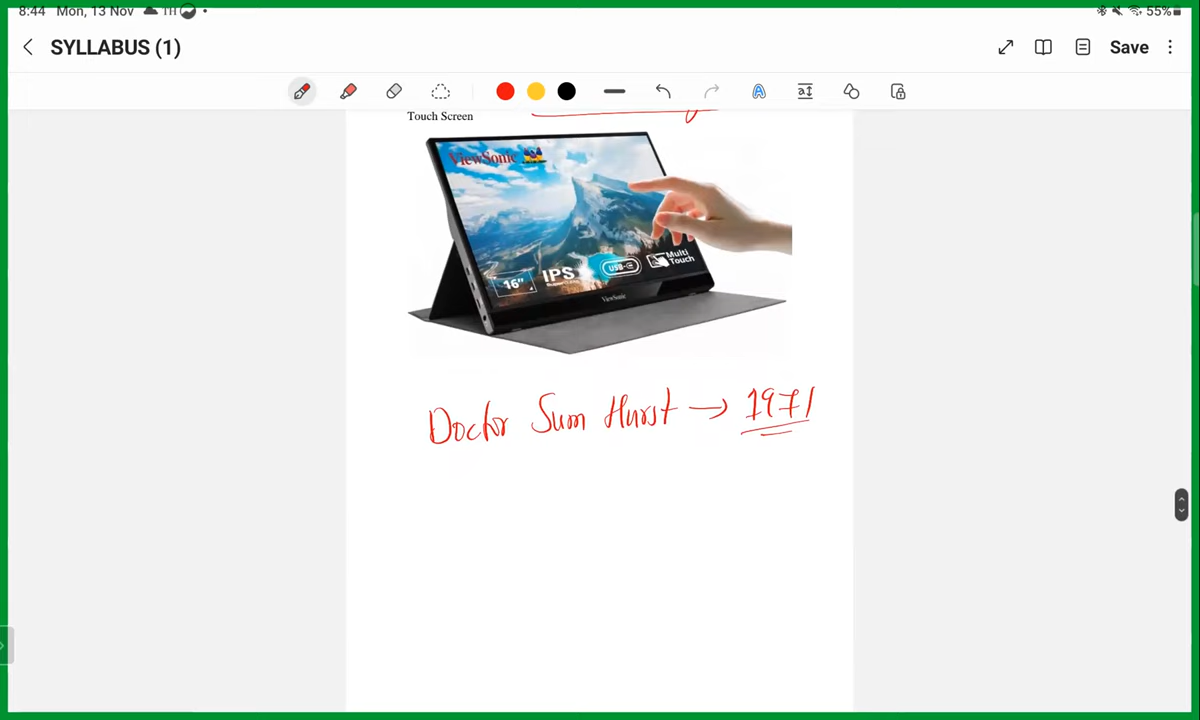 8:44 Mon, 13 Nov TH
55%
SYLLABUS (1)
Save
Touch Screen
ViewSonic
16"
IPS
USB-C
Multi
Touch
ViewSonic
Doctor Sum Hurst → 1971